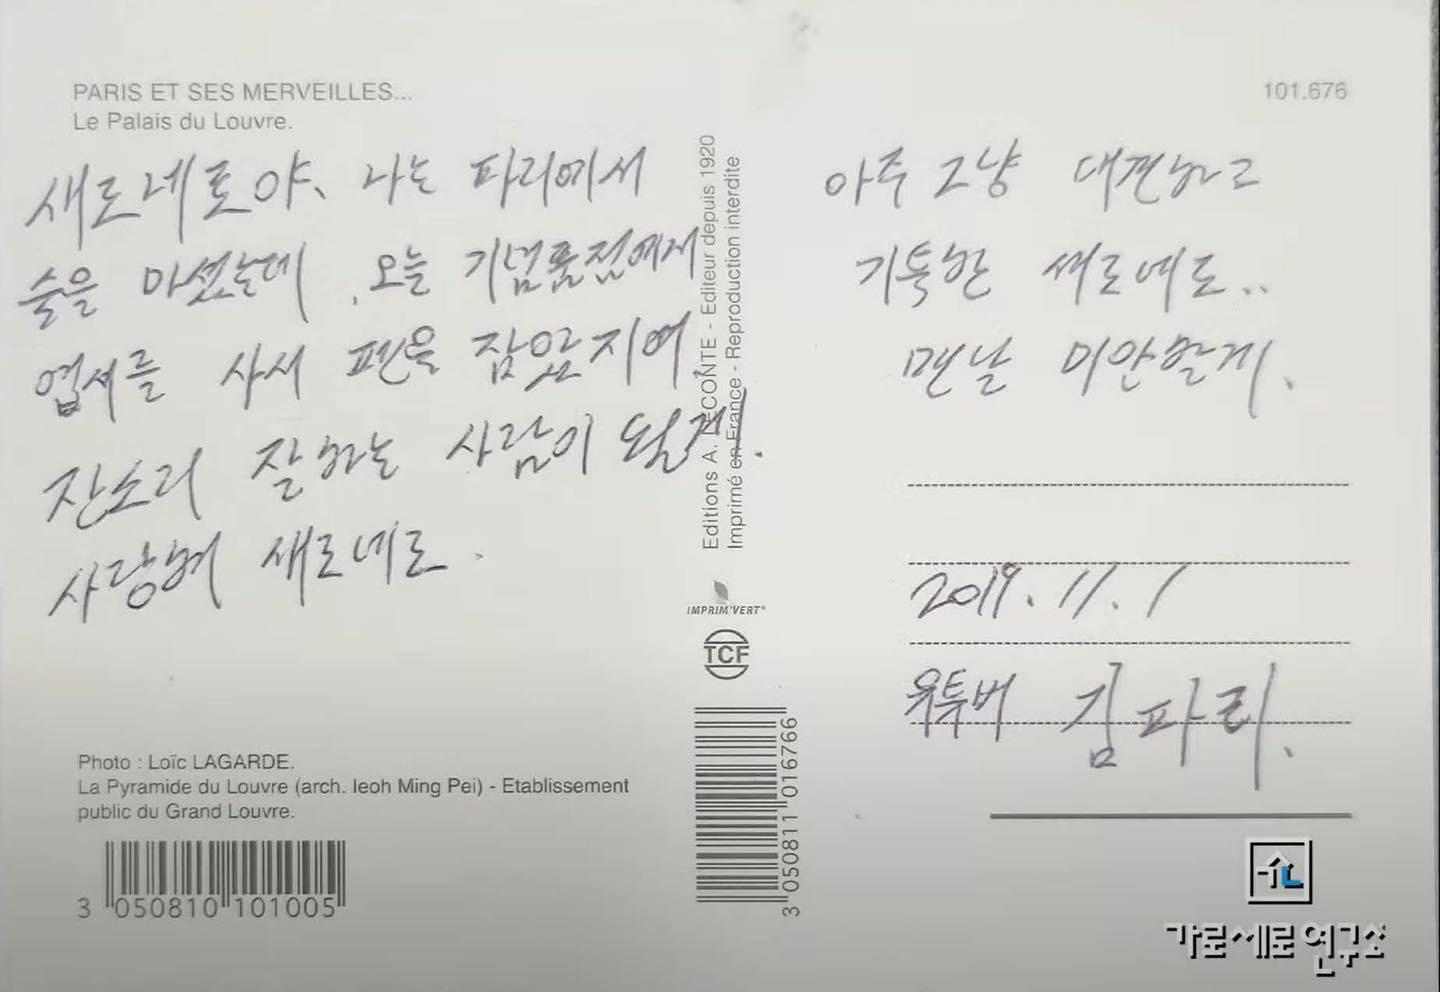 PARIS ET SES MERVEILLES...
Le Palais du Louvre.
새로네로야, 나는 파리에서
술을 마셨는데, 오늘 기념품점에서
엽서를 사서 펜을 잡았지여.
잔소리 잘하는 사람이 될게.
사랑해 새로네로.
Photo : Loïc LAGARDE.
La Pyramide du Louvre (arch. Ieoh Ming Pei) - Etablissement
public du Grand Louvre.
3 050810 101005
Editions A. LECONTE - Editeur depuis 1920
Imprimé en France - Reproduction interdite
IMPRIM'VERT®
TCF
3 050811 016766
101.676
아주 그냥 대견하고
기특한 새로네로..
맨날 미안할게.
2019. 11. 1
유투버 김파리.
가로세로연구소